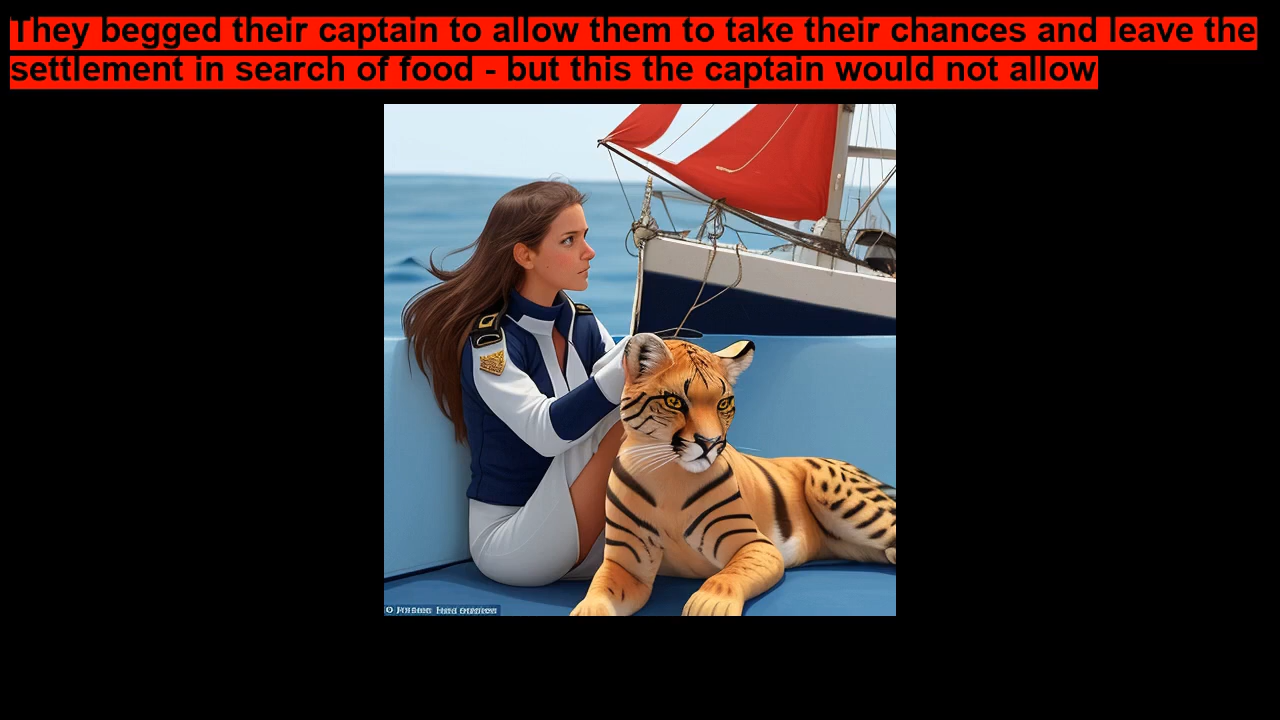 They begged their captain to allow them to take their chances and leave the
settlement in search of food - but this the captain would not allow